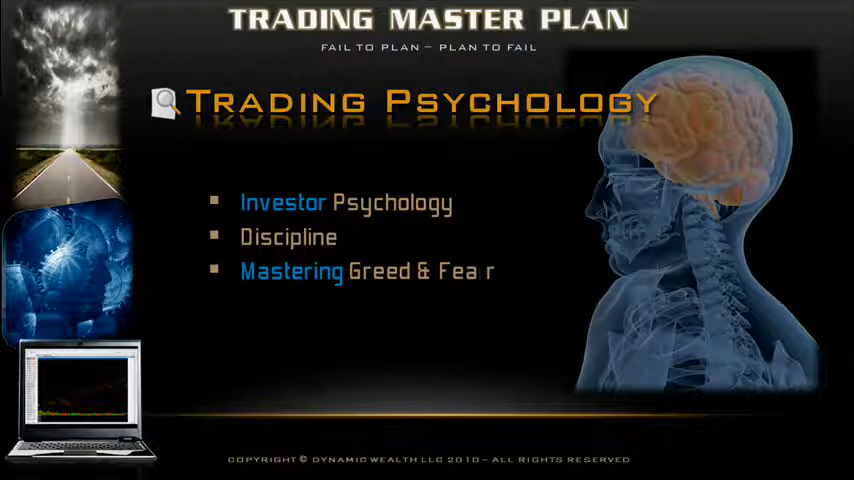 TRADING MASTER PLAN
FAIL TO PLAN – PLAN TO FAIL
TRADING PSYCHOLOGY
Investor Psychology
Discipline
Mastering Greed & Fear
COPYRIGHT © DYNAMIC WEALTH LLC 2010 – ALL RIGHTS RESERVED